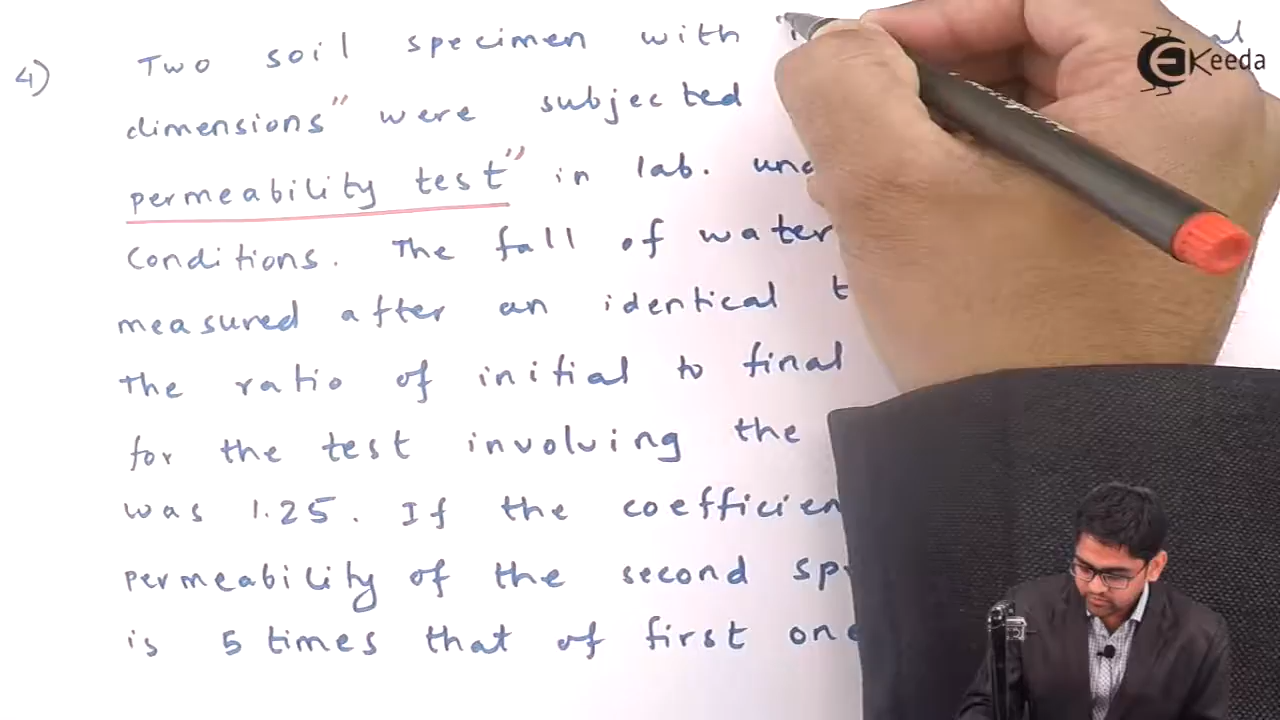 4) Two soil specimen with
dimensions" were subjected
permeability test" in lab.
Conditions. The fall of water
measured after an identical
The ratio of initial to final
for the test involving the
was 1.25. If the
permeability of the second
is 5 times that of first one
EKeeda